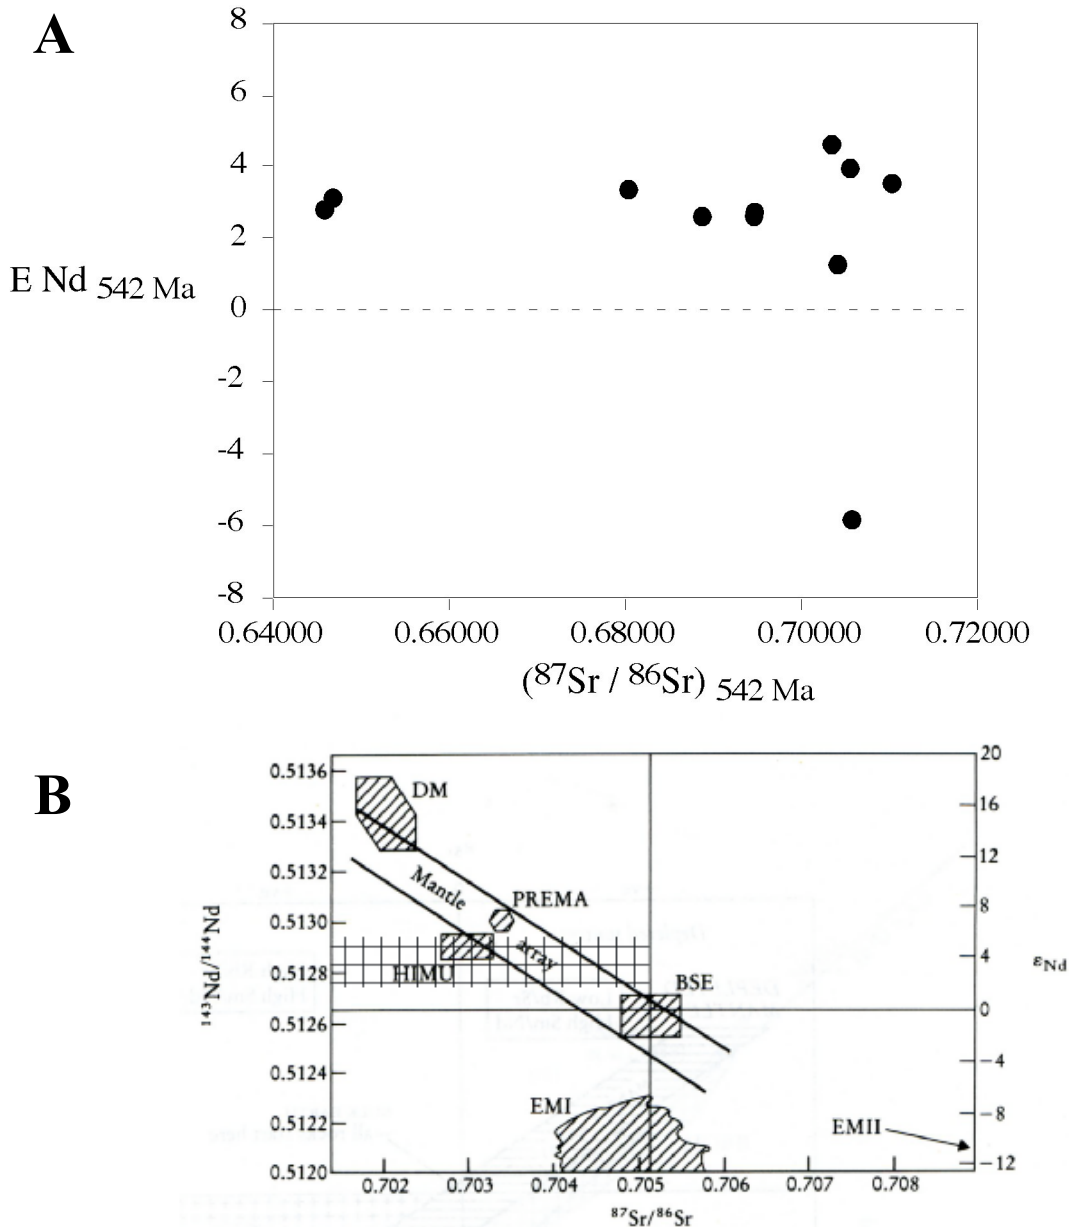 A
8
6
4
2
0
-2
-4
-6
-8
E Nd 542 Ma
0.64000 0.66000 0.68000 0.70000 0.72000
(87Sr / 86Sr) 542 Ma
B
0.5136
0.5134
0.5132
0.5130
0.5128
0.5126
0.5124
0.5122
0.5120
143Nd/144Nd
DM
Mantle
array
PREMA
HIMU
BSE
EMI
EMII
20
16
12
8
4
0
−4
−8
−12
εNd
0.702 0.703 0.704 0.705 0.706 0.707 0.708
87Sr/86Sr